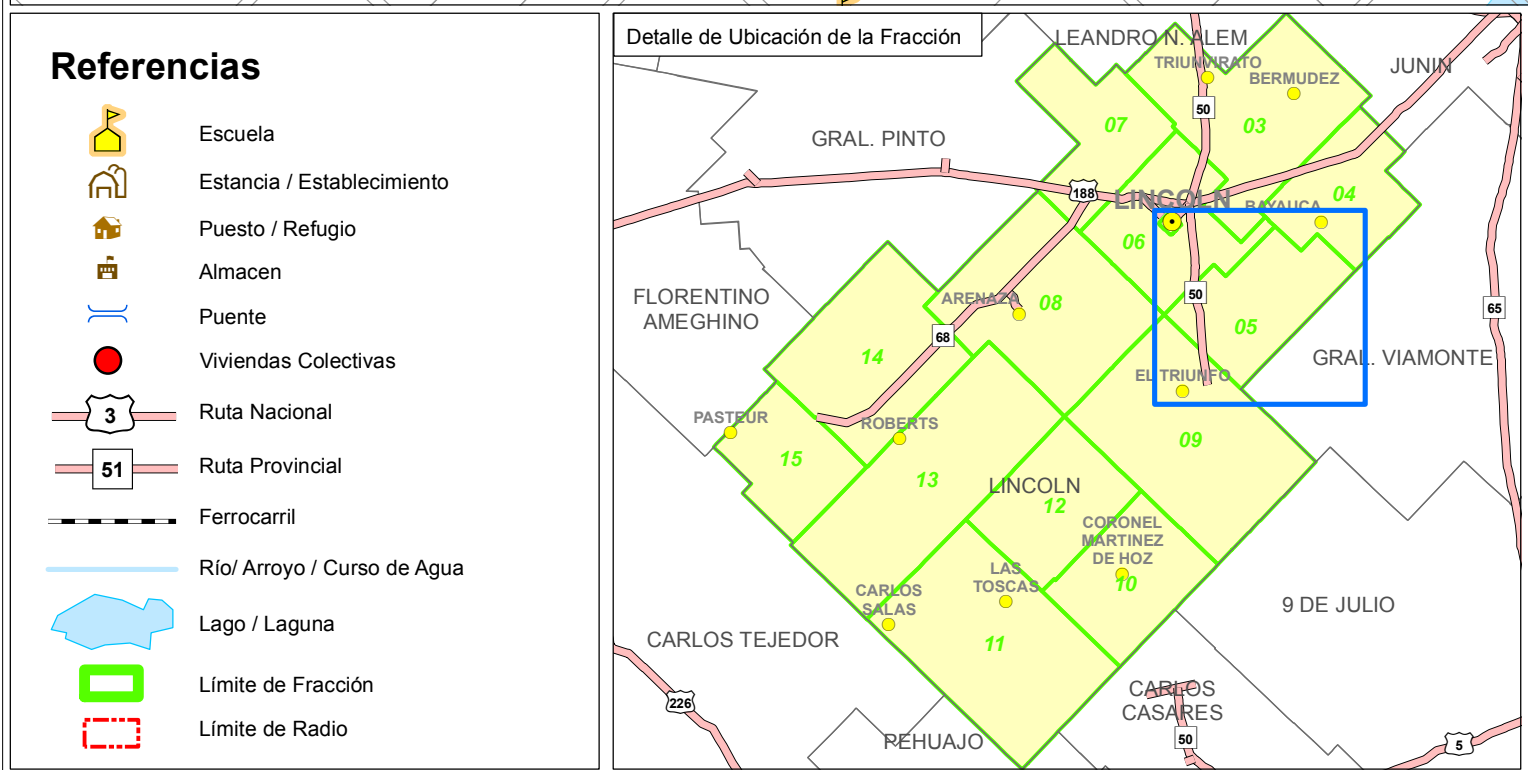 Referencias
Escuela
Estancia / Establecimiento
Puesto / Refugio
Almacen
Puente
Viviendas Colectivas
3
Ruta Nacional
51
Ruta Provincial
Ferrocarril
Río/ Arroyo / Curso de Agua
Lago / Laguna
Límite de Fracción
Límite de Radio
Detalle de Ubicación de la Fracción
LEANDRO N. ALEM
TRIUNVIRATO
BERMUDEZ
JUNIN
50
07
03
GRAL. PINTO
188
LINCOLN
BAYAUCA
04
06
FLORENTINO
AMEGHINO
ARENAZA
08
50
65
05
68
14
GRAL. VIAMONTE
EL TRIUNFO
PASTEUR
ROBERTS
09
15
13
LINCOLN
12
CORONEL
MARTINEZ
DE HOZ
10
LAS
TOSCAS
CARLOS
SALAS
9 DE JULIO
CARLOS TEJEDOR
11
226
CARLOS
CASARES
PEHUAJO
50
5